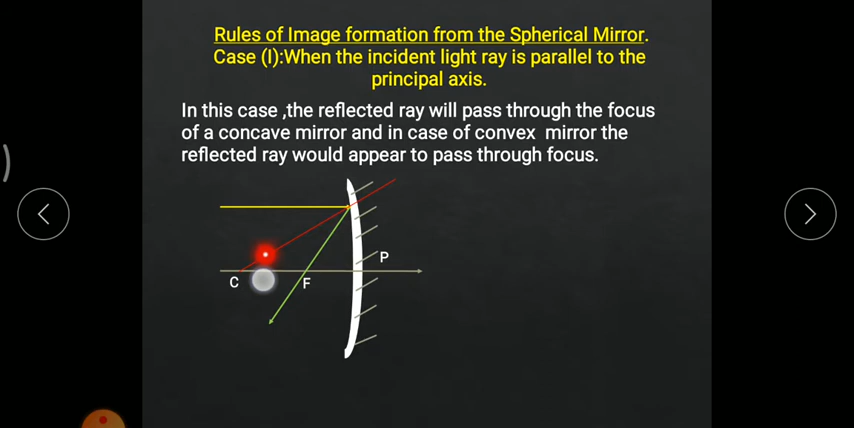 Rules of Image formation from the Spherical Mirror.
Case (I):When the incident light ray is parallel to the
principal axis.
In this case ,the reflected ray will pass through the focus
of a concave mirror and in case of convex mirror the
reflected ray would appear to pass through focus.
P
C
F